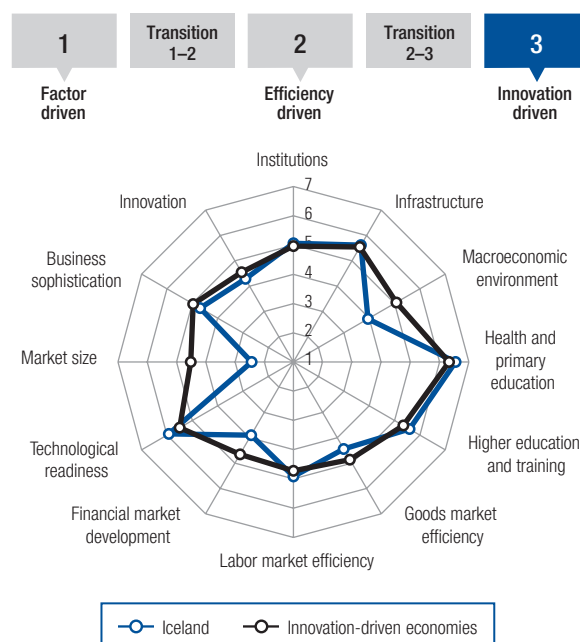 1
Transition
1–2
2
Transition
2–3
3
Factor
driven
Efficiency
driven
Innovation
driven
Institutions
Innovation
Infrastructure
Business
sophistication
Macroeconomic
environment
Market size
Health and
primary
education
Technological
readiness
Higher education
and training
Financial market
development
Goods market
efficiency
Labor market efficiency
7
6
5
4
3
2
1
Iceland
Innovation-driven economies